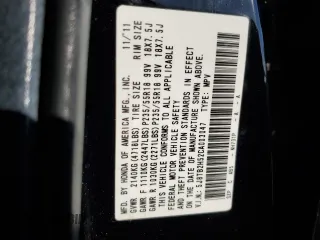 MFD. BY HONDA OF AMERICA MFG., INC. 11/11
GVWR 2140KG(4718LBS) TIRE SIZE RIM SIZE
GAWR F 1110KG(2447LBS) P235/55R18 99V 18X7.5J
GAWR R 1030KG(2271LBS) P235/55R18 99V 18X7.5J
THIS VEHICLE CONFORMS TO ALL APPLICABLE
FEDERAL MOTOR VEHICLE SAFETY AND
THEFT PREVENTION STANDARDS IN EFFECT
ON THE DATE OF MANUFACTURE SHOWN ABOVE.
V.I.N.: TYPE: MPV